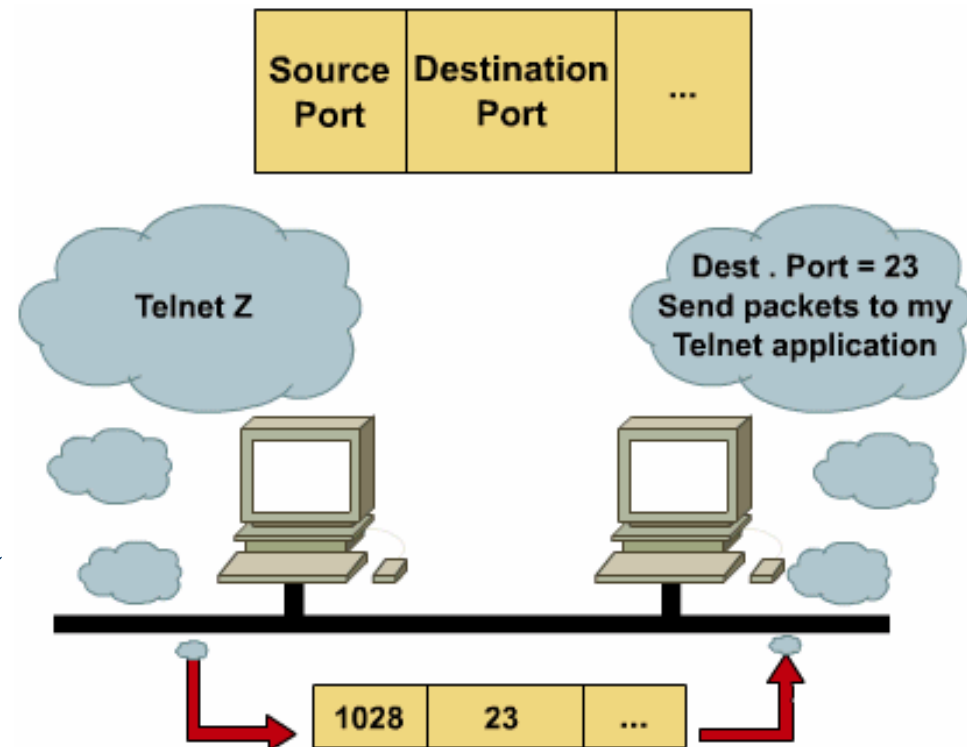 Source Port
Destination Port
...
Telnet Z
Dest . Port = 23
Send packets to my
Telnet application
1028
23
...